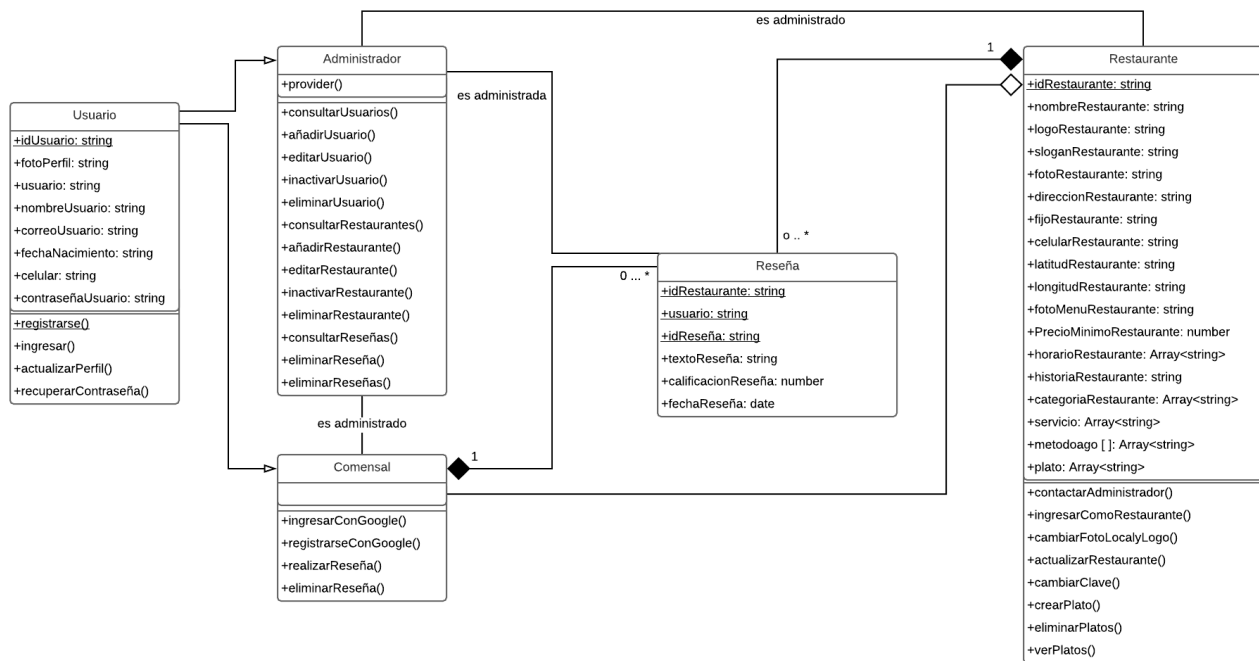 es administrado
Administrador
+provider()
+consultarUsuarios()
+añadirUsuario()
+editarUsuario()
+inactivarUsuario()
+eliminarUsuario()
+consultarRestaurantes()
+añadirRestaurante()
+editarRestaurante()
+inactivarRestaurante()
+eliminarRestaurante()
+consultarReseñas()
+eliminarReseña()
+eliminarReseñas()
es administrada
Usuario
+idUsuario: string
+fotoPerfil: string
+usuario: string
+nombreUsuario: string
+correoUsuario: string
+fechaNacimiento: string
+celular: string
+contraseñaUsuario: string
+registrarse()
+ingresar()
+actualizarPerfil()
+recuperarContraseña()
es administrado
Comensal
1
+ingresarConGoogle()
+registrarseConGoogle()
+realizarReseña()
+eliminarReseña()
o .. *
0 ... *
Reseña
+idRestaurante: string
+usuario: string
+idReseña: string
+textoReseña: string
+calificacionReseña: number
+fechaReseña: date
1
Restaurante
+idRestaurante: string
+nombreRestaurante: string
+logoRestaurante: string
+sloganRestaurante: string
+fotoRestaurante: string
+direccionRestaurante: string
+fijoRestaurante: string
+celularRestaurante: string
+latitudRestaurante: string
+longitudRestaurante: string
+fotoMenuRestaurante: string
+PrecioMinimoRestaurante: number
+horarioRestaurante: Array<string>
+historiaRestaurante: string
+categoriaRestaurante: Array<string>
+servicio: Array<string>
+metodoago [ ]: Array<string>
+plato: Array<string>
+contactarAdministrador()
+ingresarComoRestaurante()
+cambiarFotoLocalyLogo()
+actualizarRestaurante()
+cambiarClave()
+crearPlato()
+eliminarPlatos()
+verPlatos()